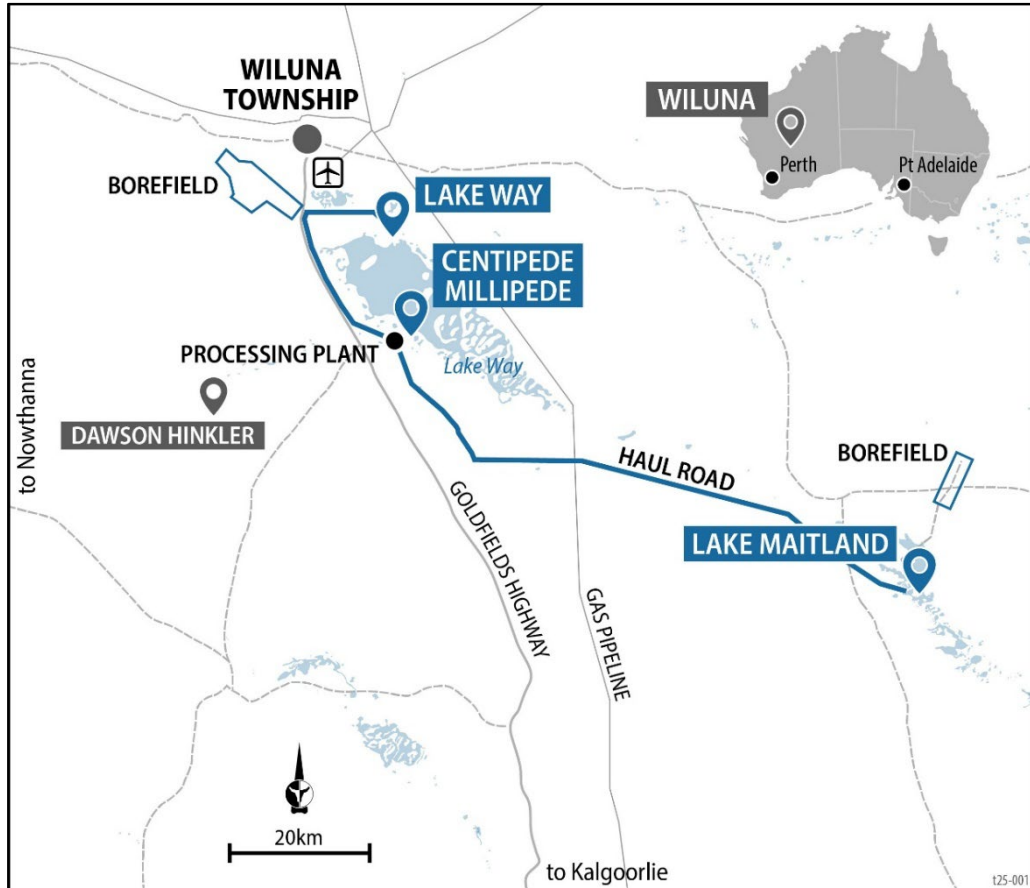 WILUNA
TOWNSHIP
WILUNA
Perth
Pt Adelaide
BOREFIELD
LAKE WAY
CENTIPEDE
MILLIPEDE
PROCESSING PLANT
Lake Way
DAWSON HINKLER
to Nowthanna
HAUL ROAD
BOREFIELD
GOLDFIELDS HIGHWAY
LAKE MAITLAND
GAS PIPELINE
20km
to Kalgoorlie
t25-001